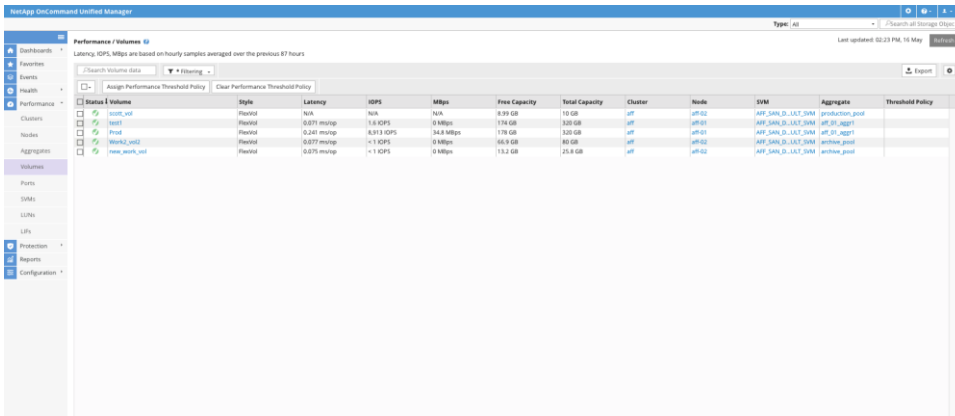 NetApp OnCommand Unified Manager
Type: All
Search all Storage Objec
Dashboards
Favorites
Events
Health
Performance
Clusters
Nodes
Aggregates
Volumes
Ports
SVMs
LUNs
LIFs
Protection
Reports
Configuration
Performance / Volumes
Last updated: 02:23 PM, 16 May
Refresh
Latency, IOPS, MBps are based on hourly samples averaged over the previous 87 hours
Search Volume data
Filtering
Export
Assign Performance Threshold Policy Clear Performance Threshold Policy
Status Volume Style Latency IOPS MBps Free Capacity Total Capacity Cluster Node SVM Aggregate Threshold Policy
scott_vol FlexVol N/A N/A N/A 9.99 GB 10 GB aff aff-02 AFF_SAN_D...ULT_SVM production_pool
test1 FlexVol 0.071 ms/op 1.6 IOPS 0 MBps 174 GB 320 GB aff aff-01 AFF_SAN_D...ULT_SVM aff_01_aggr1
Prod FlexVol 0.241 ms/op 8,913 IOPS 34.8 MBps 178 GB 320 GB aff aff-01 AFF_SAN_D...ULT_SVM aff_01_aggr1
Work2_vol2 FlexVol 0.077 ms/op < 1 IOPS 0 MBps 66.9 GB 80 GB aff aff-02 AFF_SAN_D...ULT_SVM archive_pool
new_work_vol FlexVol 0.075 ms/op < 1 IOPS 0 MBps 13.2 GB 25.8 GB aff aff-02 AFF_SAN_D...ULT_SVM archive_pool